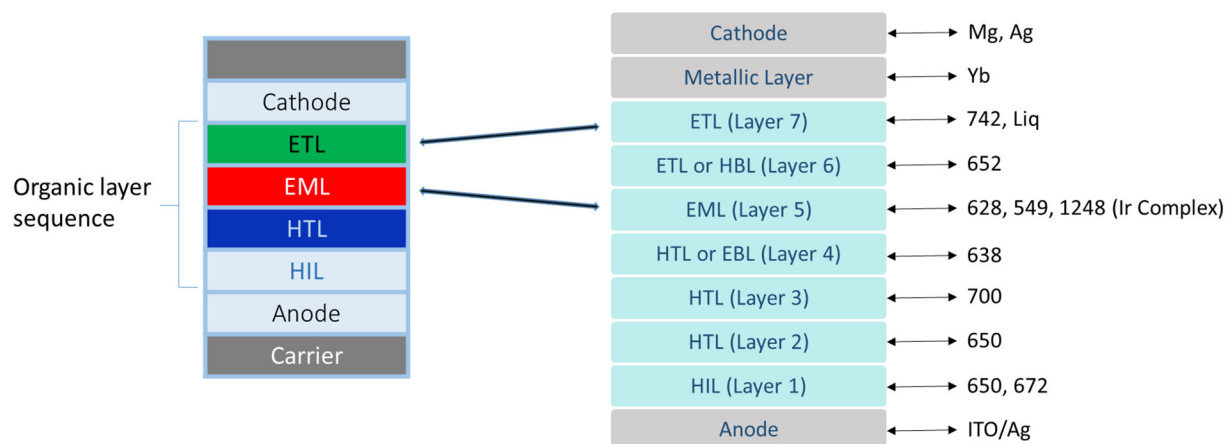 Organic layer
sequence
Cathode
ETL
EML
HTL
HIL
Anode
Carrier
Cathode
Mg, Ag
Metallic Layer
Yb
ETL (Layer 7)
742, Liq
ETL or HBL (Layer 6)
652
EML (Layer 5)
628, 549, 1248 (Ir Complex)
HTL or EBL (Layer 4)
638
HTL (Layer 3)
700
HTL (Layer 2)
650
HIL (Layer 1)
650, 672
Anode
ITO/Ag